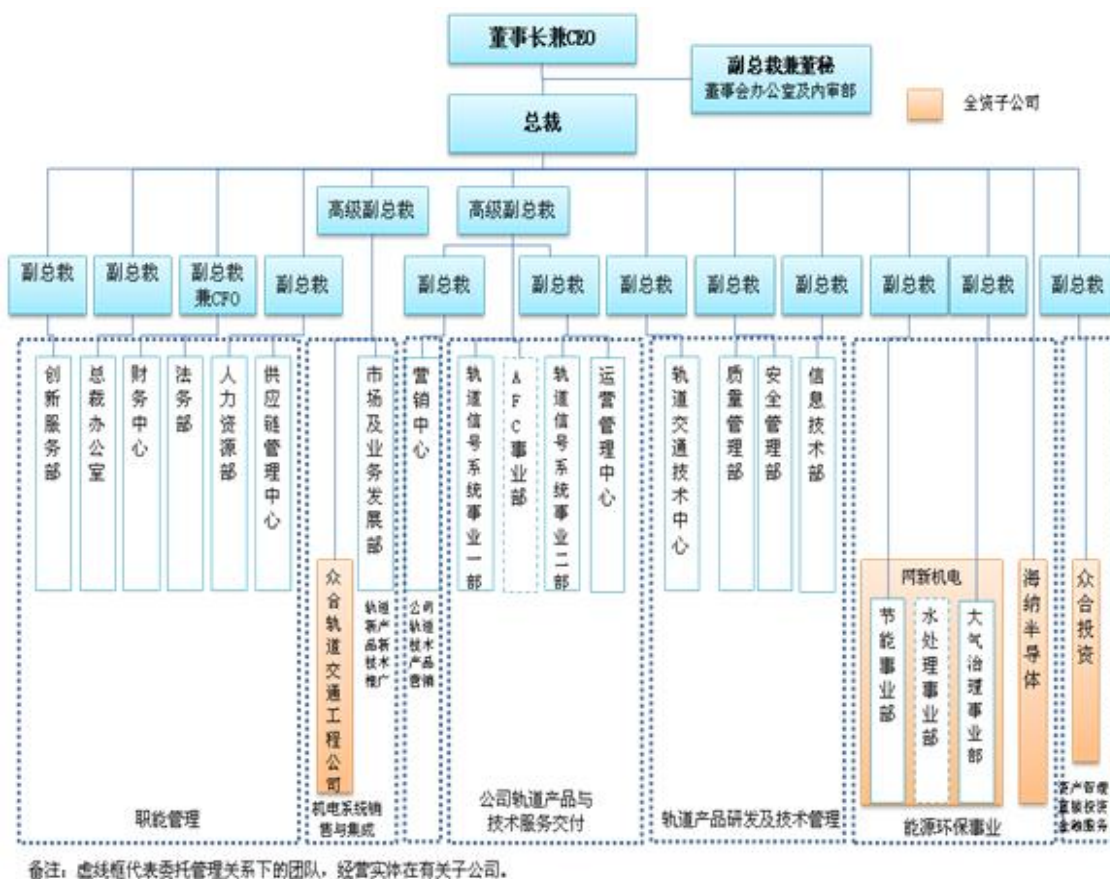 董事长兼CEO
副总裁兼董秘
董事会办公室及内审部
全资子公司
总裁
高级副总裁
高级副总裁
副总裁
副总裁
副总裁
兼CFO
副总裁
副总裁
副总裁
副总裁
副总裁
副总裁
副总裁
副总裁
副总裁
创新服务部
总裁办公室
财务中心
法务部
人力资源部
供应链管理中心
市场及业务发展部
营销中心
轨道信号系统事业一部
AFC事业部
轨道信号系统事业二部
运营管理中心
轨道交通技术中心
质量管理部
安全管理部
信息技术部
众合轨道交通工程公司
轨道
新产
品新
技术
推广
公司
轨道
技术
产品
营销
网新机电
节能事业部
水处理事业部
大气治理事业部
海纳半导体
众合投资
职能管理
机电系统销
售与集成
公司轨道产品与
技术服务交付
轨道产品研发及技术管理
能源环保事业
资产管理
直接投资
金融服务
备注：虚线框代表委托管理关系下的团队，经营实体在有关子公司。